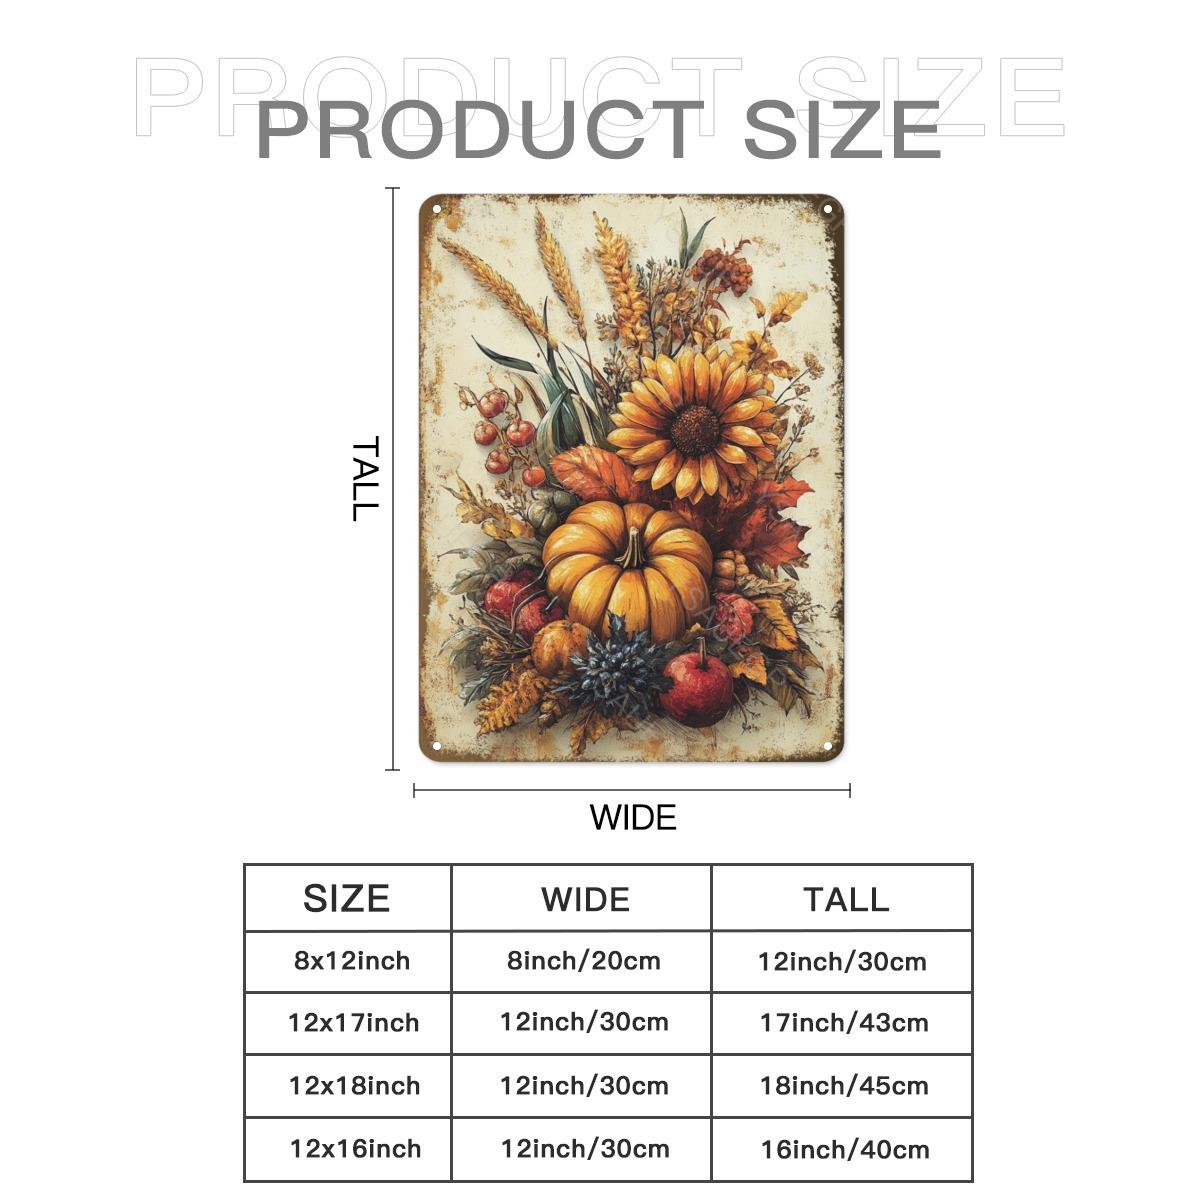 PRODUCT SIZE
PRODUCT SIZE
TALL
WIDE
SIZE WIDE TALL
8x12inch 8inch/20cm 12inch/30cm
12x17inch 12inch/30cm 17inch/43cm
12x18inch 12inch/30cm 18inch/45cm
12x16inch 12inch/30cm 16inch/40cm